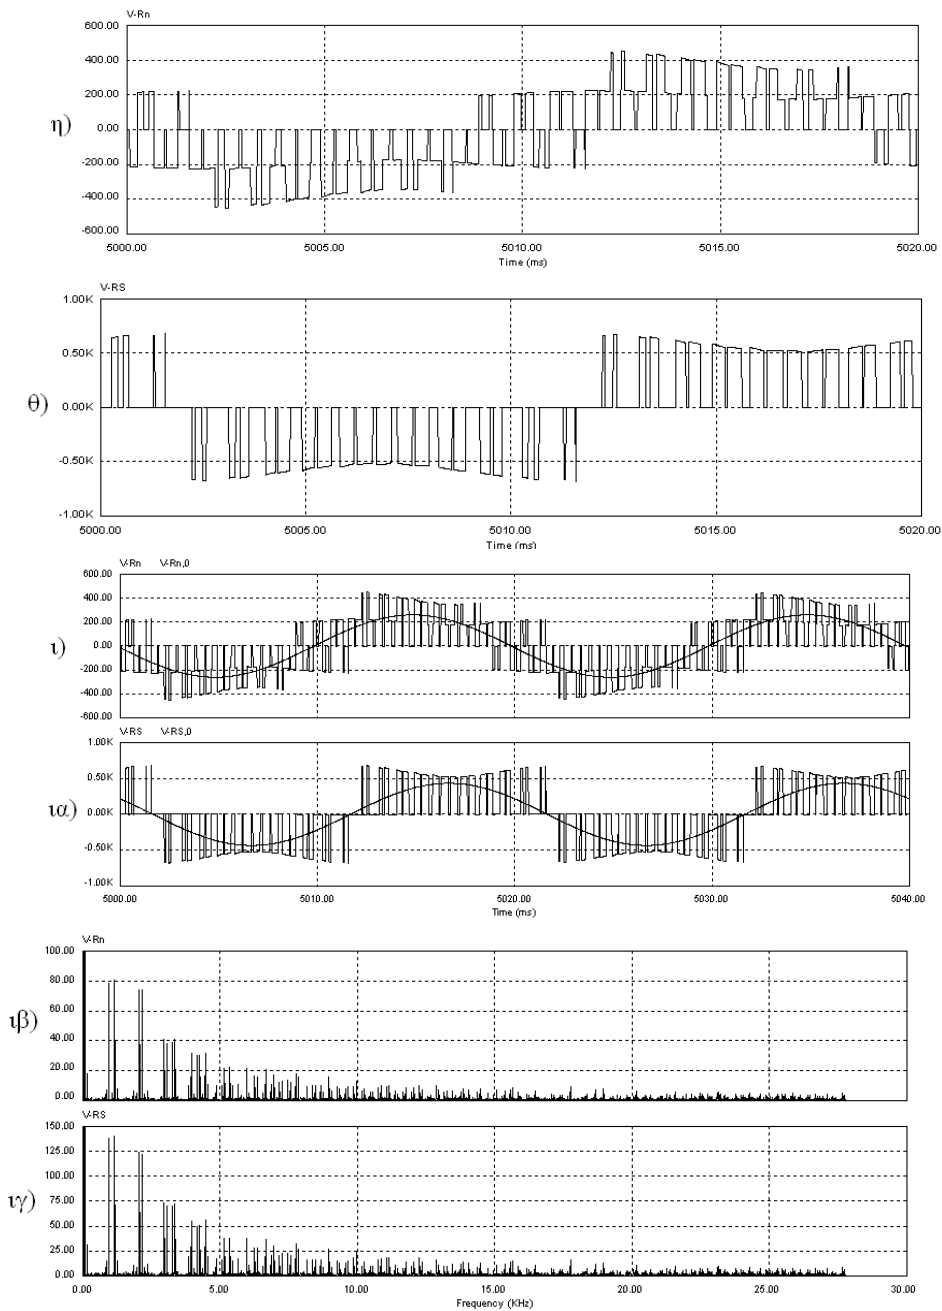 V-Rn
600.00
400.00
200.00
0.00
-200.00
-400.00
-600.00
η)
5000.00 5005.00 5010.00 5015.00 5020.00
Time (ms)
V-RS
1.00K
0.50K
0.00K
-0.50K
-1.00K
θ)
5000.00 5005.00 5010.00 5015.00 5020.00
Time (ms)
V-Rn V-Rn,0
600.00
400.00
200.00
0.00
-200.00
-400.00
-600.00
ι)
V-RS V-RS,0
1.00K
0.50K
0.00K
-0.50K
-1.00K
ια)
5000.00 5010.00 5020.00 5030.00 5040.00
Time (ms)
V-Rn
100.00
80.00
60.00
40.00
20.00
0.00
ιβ)
V-RS
150.00
125.00
100.00
75.00
50.00
25.00
0.00
ιγ)
0.00 5.00 10.00 15.00 20.00 25.00 30.00
Frequency (KHz)